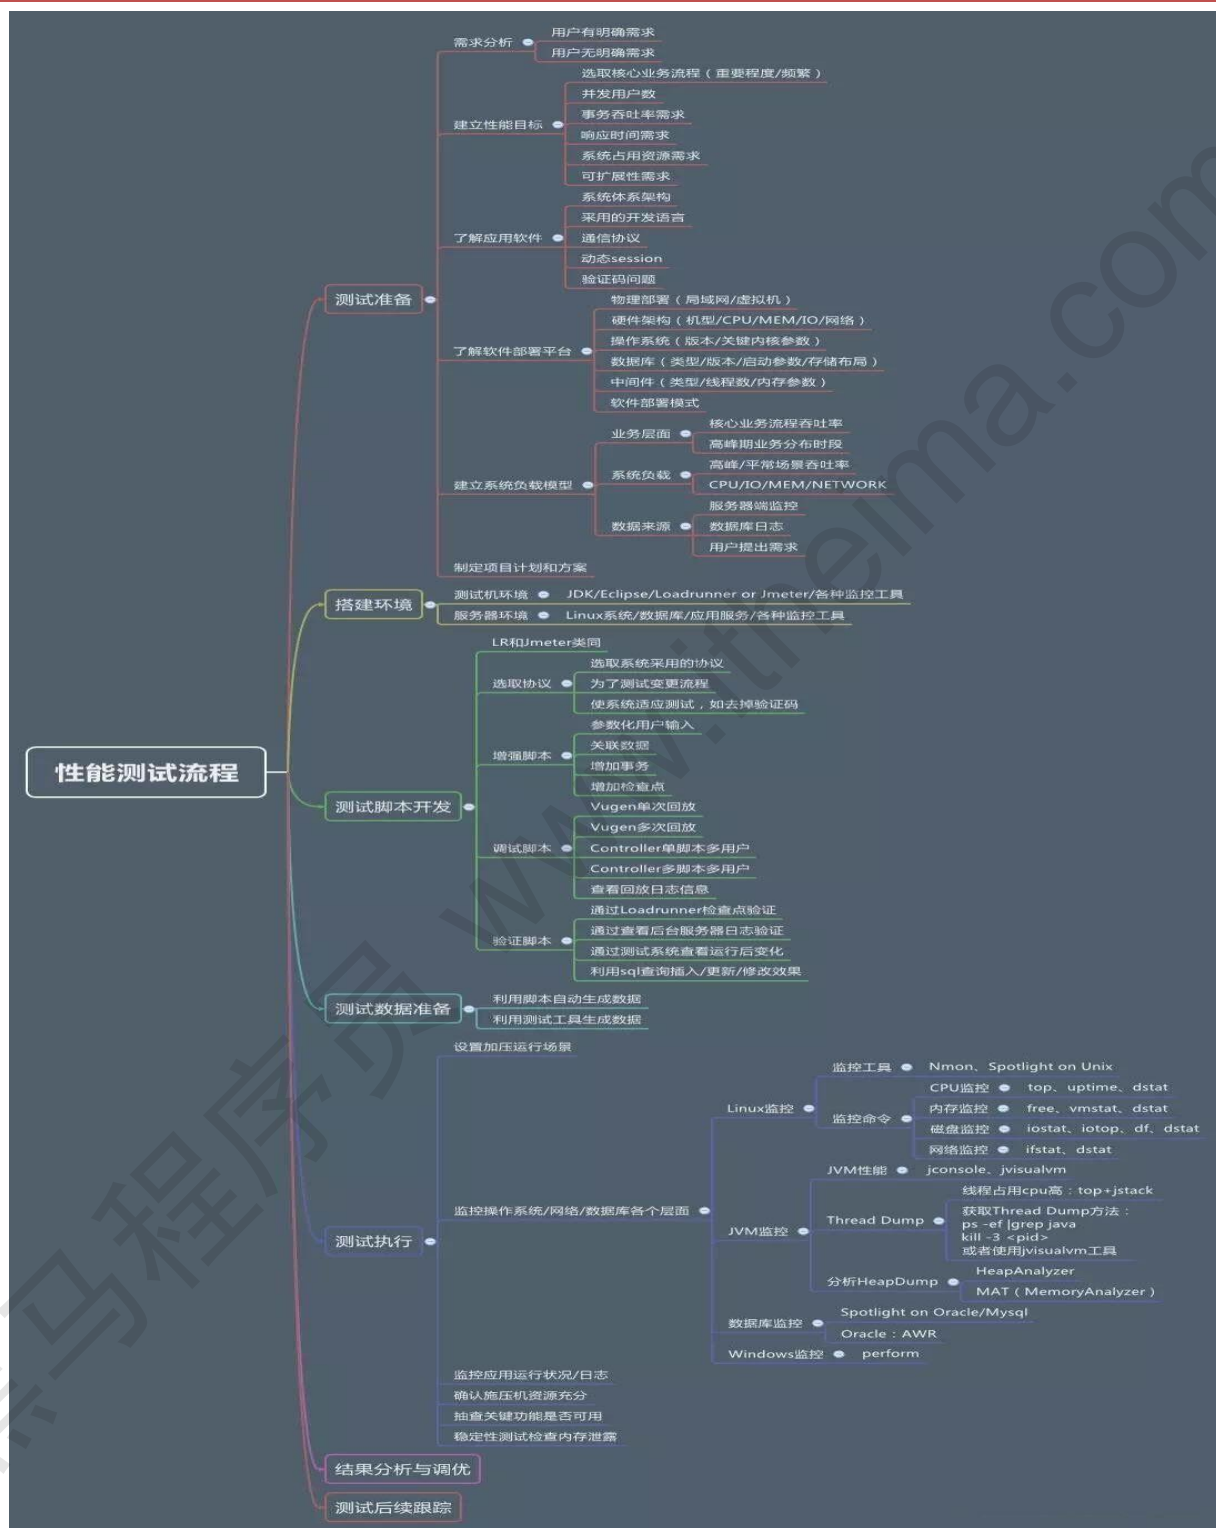 性能测试流程
测试准备
需求分析
用户有明确需求
用户无明确需求
建立性能目标
选取核心业务流程（重要程度/频繁）
并发用户数
事务吞吐率需求
响应时间需求
系统占用资源需求
可扩展性需求
了解应用软件
系统体系架构
采用的开发语言
通信协议
动态session
验证码问题
了解软件部署平台
物理部署（局域网/虚拟机）
硬件架构（机型/CPU/MEM/IO/网络）
操作系统（版本/关键内核参数）
数据库（类型/版本/启动参数/存储布局）
中间件（类型/线程数/内存参数）
软件部署模式
建立系统负载模型
业务层面
核心业务流程吞吐率
高峰期业务分布时段
系统负载
高峰/平常场景吞吐率
CPU/IO/MEM/NETWORK
数据来源
服务器端监控
数据库日志
用户提出需求
制定项目计划和方案
搭建环境
测试机环境
JDK/Eclipse/Loadrunner or Jmeter/各种监控工具
服务器环境
Linux系统/数据库/应用服务/各种监控工具
测试脚本开发
LR和Jmeter类同
选取协议
选取系统采用的协议
为了测试变更流程
使系统适应测试，如去掉验证码
增强脚本
参数化用户输入
关联数据
增加事务
增加检查点
调试脚本
Vugen单次回放
Vugen多次回放
Controller单脚本多用户
Controller多脚本多用户
查看回放日志信息
验证脚本
通过Loadrunner检查点验证
通过查看后台服务器日志验证
通过测试系统查看运行后变化
利用sql查询插入/更新/修改效果
测试数据准备
利用脚本自动生成数据
利用测试工具生成数据
测试执行
设置加压运行场景
监控操作系统/网络/数据库各个层面
Linux监控
监控工具
Nmon、Spotlight on Unix
监控命令
CPU监控
top、uptime、dstat
内存监控
free、vmstat、dstat
磁盘监控
iostat、iotop、df、dstat
网络监控
ifstat、dstat
JVM监控
JVM性能
jconsole、jvisualvm
Thread Dump
线程占用cpu高：top+jstack
获取Thread Dump方法：
ps -ef |grep java
kill -3 <pid>
或者使用jvisualvm工具
分析HeapDump
HeapAnalyzer
MAT（MemoryAnalyzer）
数据库监控
Spotlight on Oracle/Mysql
Oracle：AWR
Windows监控
perform
监控应用运行状况/日志
确认施压机资源充分
抽查关键功能是否可用
稳定性测试检查内存泄露
结果分析与调优
测试后续跟踪
黑马程序员 www.itheima.com